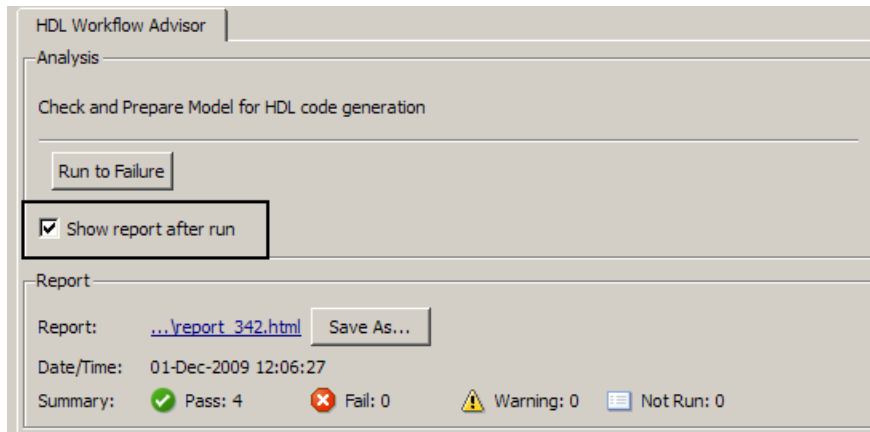 HDL Workflow Advisor
Analysis
Check and Prepare Model for HDL code generation
Run to Failure
Show report after run
Report
Report: ...\report_342.html Save As...
Date/Time: 01-Dec-2009 12:06:27
Summary: Pass: 4 Fail: 0 Warning: 0 Not Run: 0